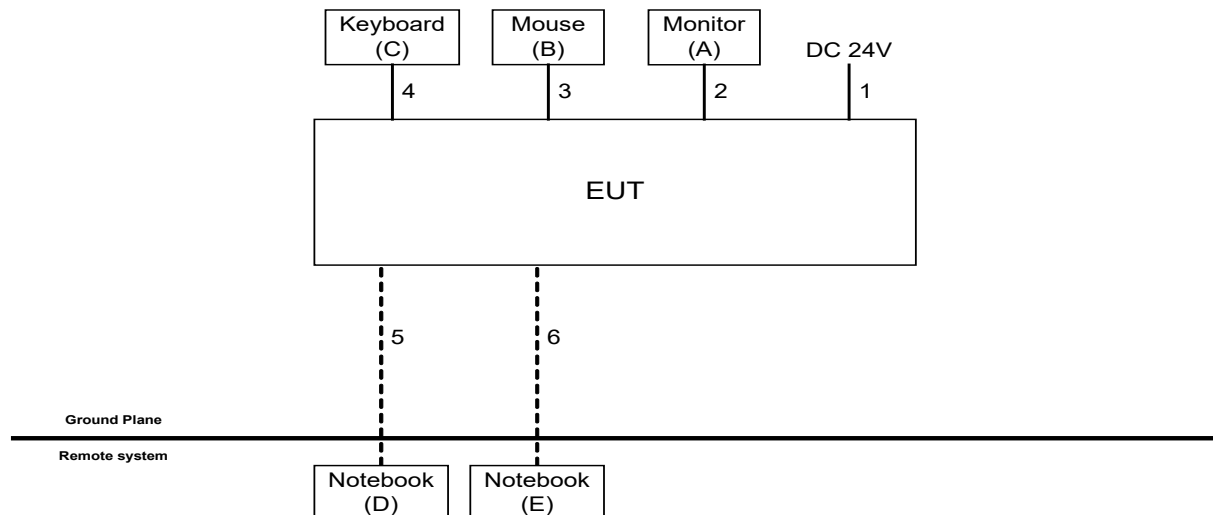 Keyboard
(C)
Mouse
(B)
Monitor
(A)
DC 24V
4
3
2
1
EUT
5
6
Ground Plane
Remote system
Notebook
(D)
Notebook
(E)